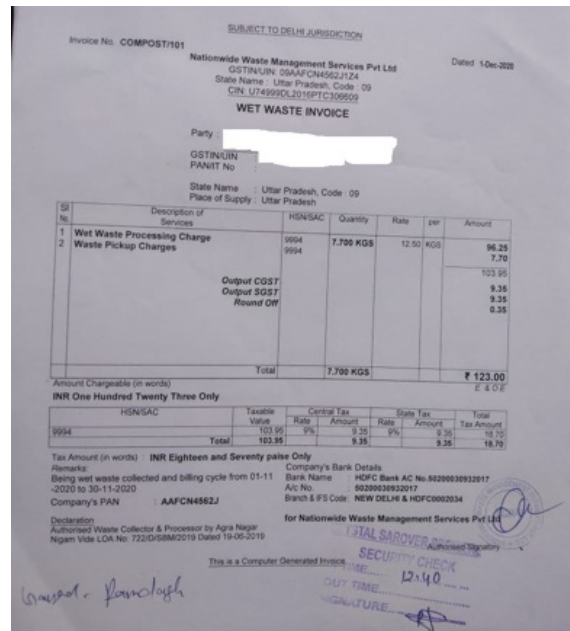 SUBJECT TO DELHI JURISDICTION
Invoice No. COMPOST/101
Dated 1-Dec-2020
Nationwide Waste Management Services Pvt Ltd
GSTIN/UIN: 09AAFCN4562J1Z4
State Name : Uttar Pradesh, Code : 09
CIN: U74999DL2016PTC306609
WET WASTE INVOICE
Party :
GSTIN/UIN :
PAN/IT No :
State Name : Uttar Pradesh, Code : 09
Place of Supply : Uttar Pradesh
Sl No. Description of Services HSN/SAC Quantity Rate per Amount
1 Wet Waste Processing Charge 9994 7.700 KGS 12.50 KGS 96.25
2 Waste Pickup Charges 9994 7.70
103.95
Output CGST 9.35
Output SGST 9.35
Round Off 0.35
Total 7.700 KGS ₹ 123.00
Amount Chargeable (in words) E & O E
INR One Hundred Twenty Three Only
HSN/SAC Taxable Value Central Tax Rate Amount State Tax Rate Amount Total Tax Amount
9994 103.95 9% 9.35 9% 9.35 18.70
Total 103.95 9.35 9.35 18.70
Tax Amount (in words) : INR Eighteen and Seventy paise Only
Remarks:
Being wet waste collected and billing cycle from 01-11
-2020 to 30-11-2020
Company's PAN : AAFCN4562J
Company's Bank Details
Bank Name : HDFC Bank AC No.50200030932017
A/c No. : 50200030932017
Branch & IFS Code : NEW DELHI & HDFC0002034
Declaration
Authorised Waste Collector & Processor by Agra Nagar
Nigam Vide LOA No: 722/D/SBM/2019 Dated 19-06-2019
for Nationwide Waste Management Services Pvt Ltd
Authorised Signatory
This is a Computer Generated Invoice
SAROVER
SECURITY CHECK
TIME 12:40
OUT TIME
SIGNATURE